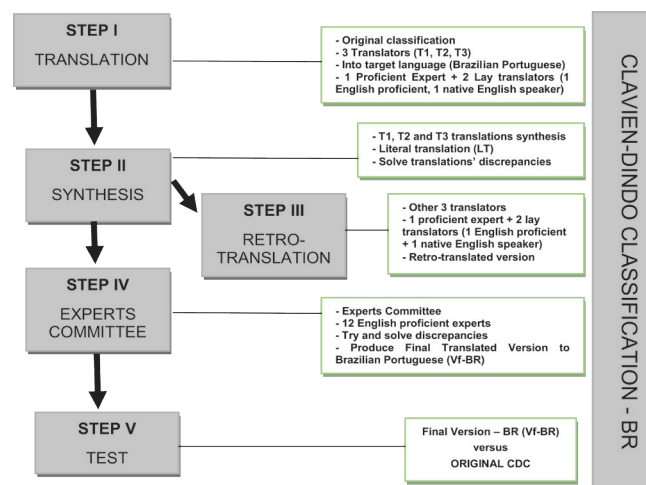 STEP I
TRANSLATION
- Original classification
- 3 Translators (T1, T2, T3)
- Into target language (Brazilian Portuguese)
- 1 Proficient Expert + 2 Lay translators (1
English proficient, 1 native English speaker)
STEP II
SYNTHESIS
- T1, T2 and T3 translations synthesis
- Literal translation (LT)
- Solve translations' discrepancies
STEP III
RETRO-
TRANSLATION
- Other 3 translators
- 1 proficient expert + 2 lay
translators (1 English proficient
+ 1 native English speaker)
- Retro-translated version
STEP IV
EXPERTS
COMMITTEE
- Experts Committee
- 12 English proficient experts
- Try and solve discrepancies
- Produce Final Translated Version to
Brazilian Portuguese (Vf-BR)
STEP V
TEST
Final Version – BR (Vf-BR)
versus
ORIGINAL CDC
CLAVIEN-DINDO CLASSIFICATION - BR